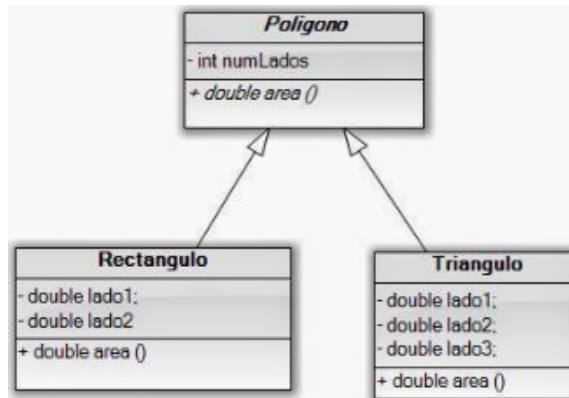 Poligono
- int numLados
+ double area ()
Rectangulo
- double lado1;
- double lado2
+ double area ()
Triangulo
- double lado1;
- double lado2;
- double lado3;
+ double area ()